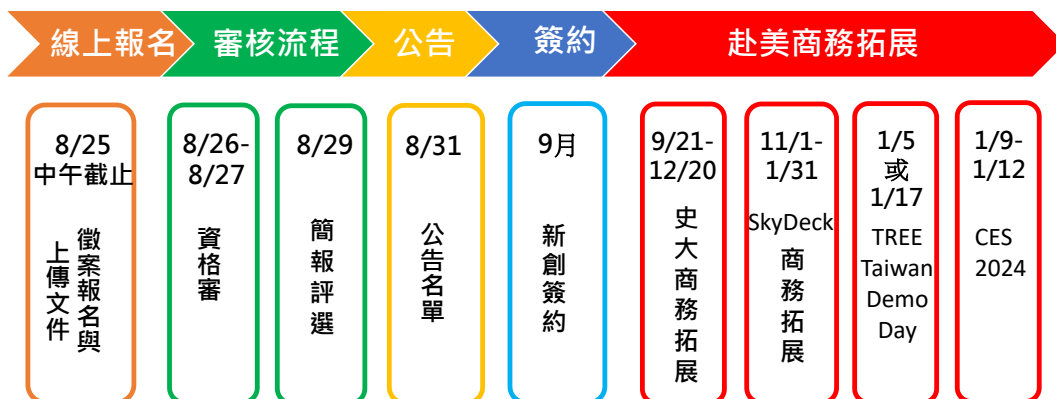 線上報名
審核流程
公告
簽約
赴美商務拓展
8/25
中午截止
徵案報名與
上傳文件
8/26-
8/27
資格審
8/29
簡報評選
8/31
公告名單
9月
新創簽約
9/21-
12/20
史大商務拓展
11/1-
1/31
SkyDeck
商務拓展
1/5
或
1/17
TREE
Taiwan
Demo
Day
1/9-
1/12
CES
2024